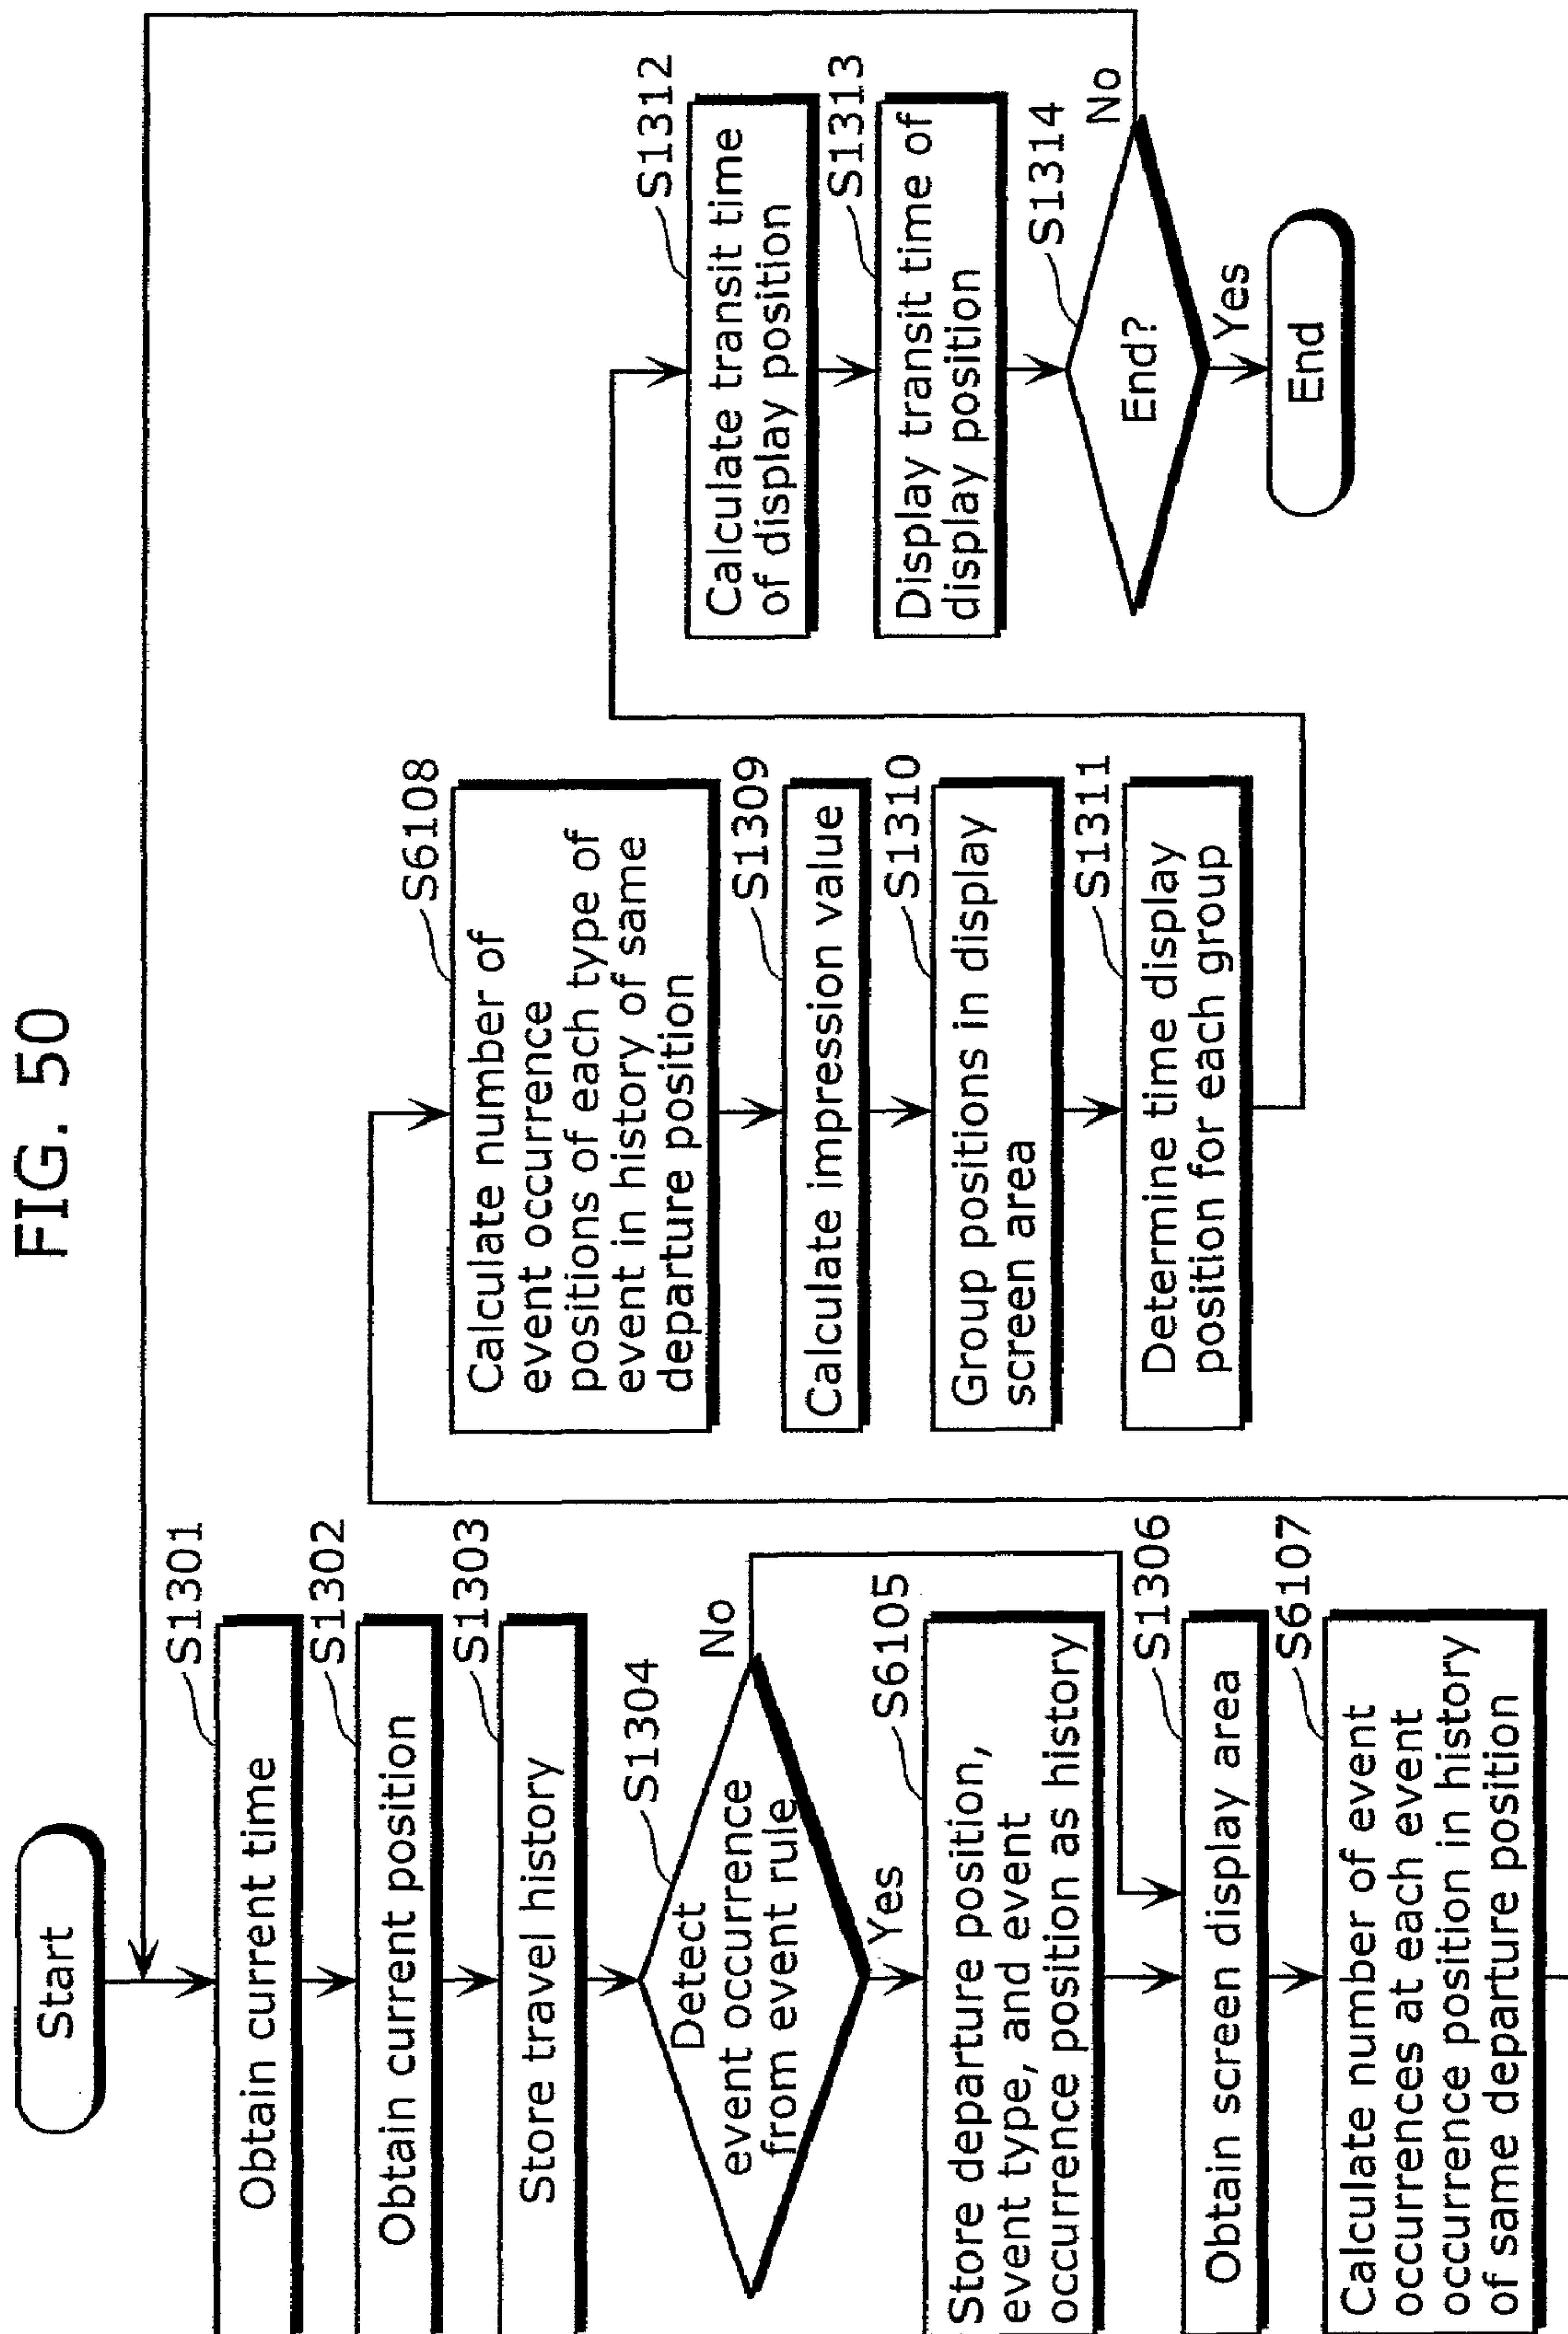 FIG. 50
Start
S1301
Obtain current time
S1302
Obtain current position
S1303
Store travel history
S1304
Detect
event occurrence
from event rule
No
Yes
S6105
Store departure position,
event type, and event
occurrence position as history
S1306
Obtain screen display area
S6107
Calculate number of event
occurrences at each event
occurrence position in history
of same departure position
S6108
Calculate number of
event occurrence
positions of each type of
event in history of same
departure position
S1309
Calculate impression value
S1310
Group positions in display
screen area
S1311
Determine time display
position for each group
S1312
Calculate transit time
of display position
S1313
Display transit time of
display position
S1314
End?
No
Yes
End